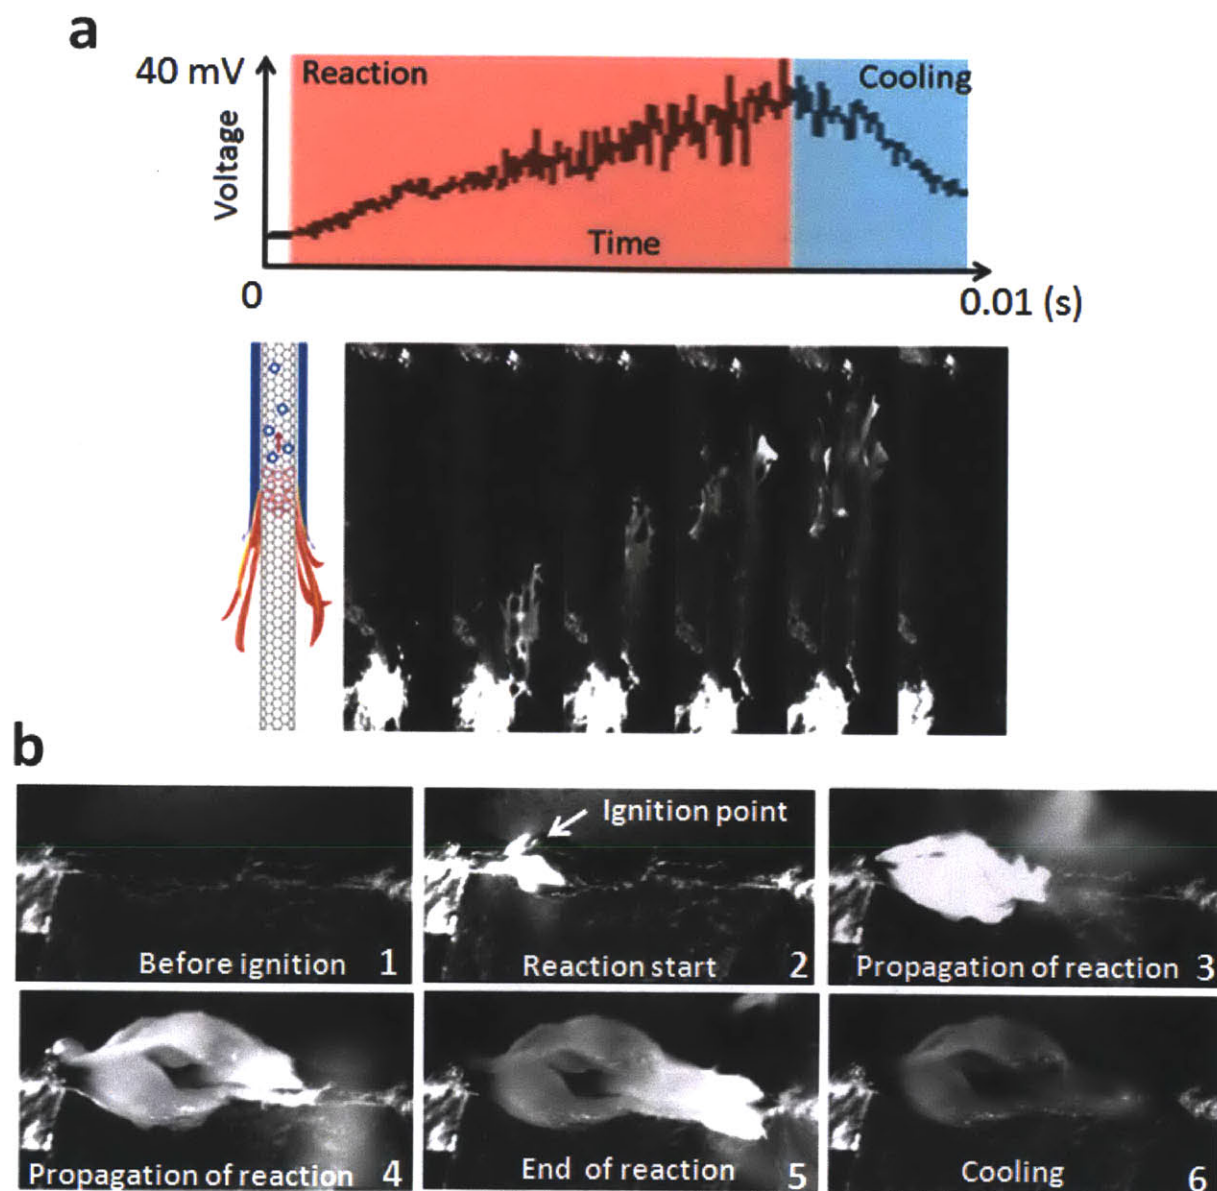 a
40 mV
Reaction
Cooling
Voltage
Time
0
0.01 (s)
b
Before ignition 1
Ignition point
Reaction start 2
Propagation of reaction 3
Propagation of reaction 4
End of reaction 5
Cooling 6